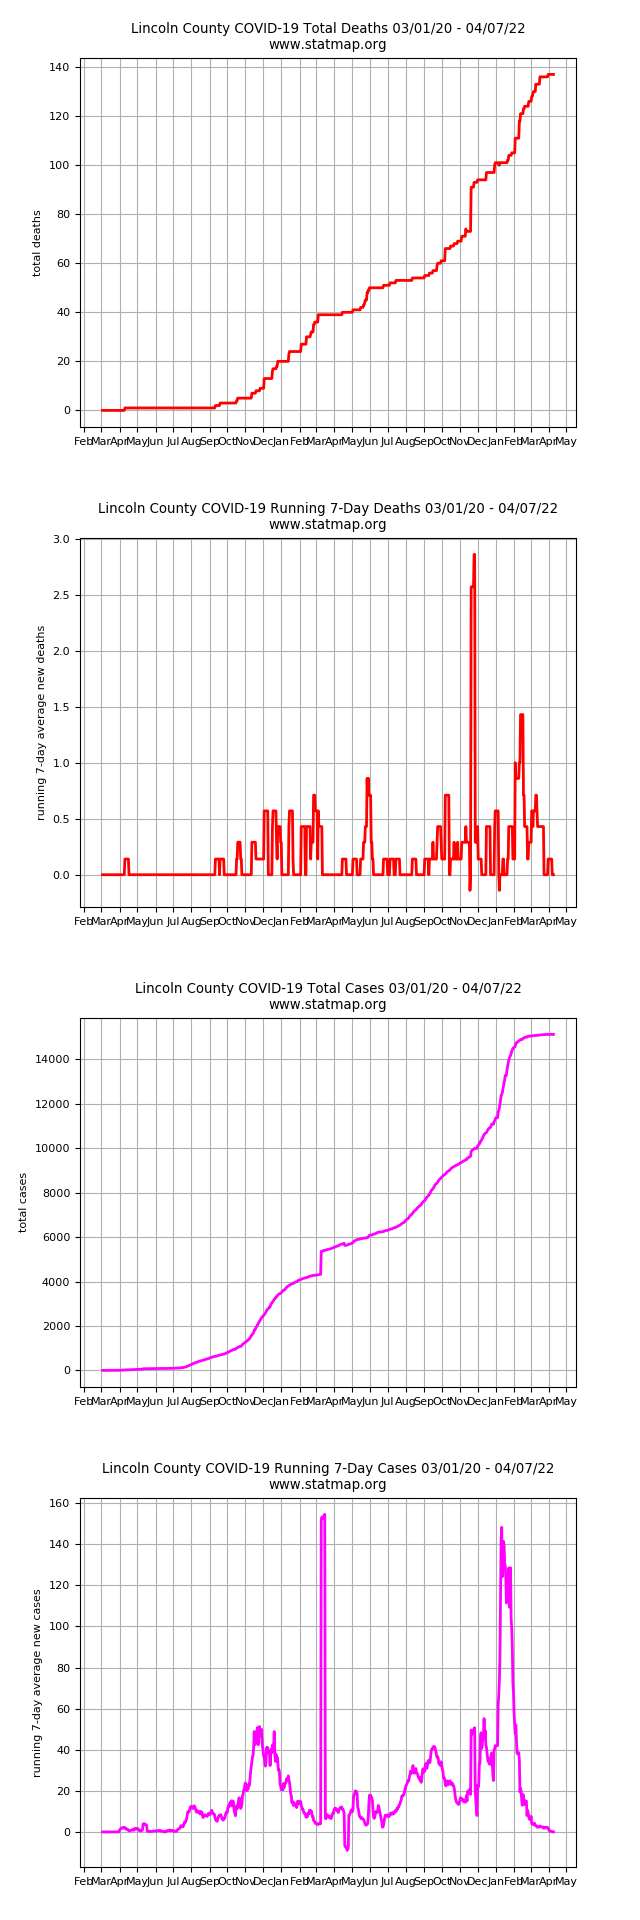 Lincoln County COVID-19 Total Deaths 03/01/20 - 04/07/22
www.statmap.org
140
120
100
80
60
40
20
0
total deaths
Feb Mar Apr May Jun Jul Aug Sep Oct Nov Dec Jan Feb Mar Apr May Jun Jul Aug Sep Oct Nov Dec Jan Feb Mar Apr May
Lincoln County COVID-19 Running 7-Day Deaths 03/01/20 - 04/07/22
www.statmap.org
3.0
2.5
2.0
1.5
1.0
0.5
0.0
running 7-day average new deaths
Feb Mar Apr May Jun Jul Aug Sep Oct Nov Dec Jan Feb Mar Apr May Jun Jul Aug Sep Oct Nov Dec Jan Feb Mar Apr May
Lincoln County COVID-19 Total Cases 03/01/20 - 04/07/22
www.statmap.org
14000
12000
10000
8000
6000
4000
2000
0
total cases
Feb Mar Apr May Jun Jul Aug Sep Oct Nov Dec Jan Feb Mar Apr May Jun Jul Aug Sep Oct Nov Dec Jan Feb Mar Apr May
Lincoln County COVID-19 Running 7-Day Cases 03/01/20 - 04/07/22
www.statmap.org
160
140
120
100
80
60
40
20
0
running 7-day average new cases
Feb Mar Apr May Jun Jul Aug Sep Oct Nov Dec Jan Feb Mar Apr May Jun Jul Aug Sep Oct Nov Dec Jan Feb Mar Apr May